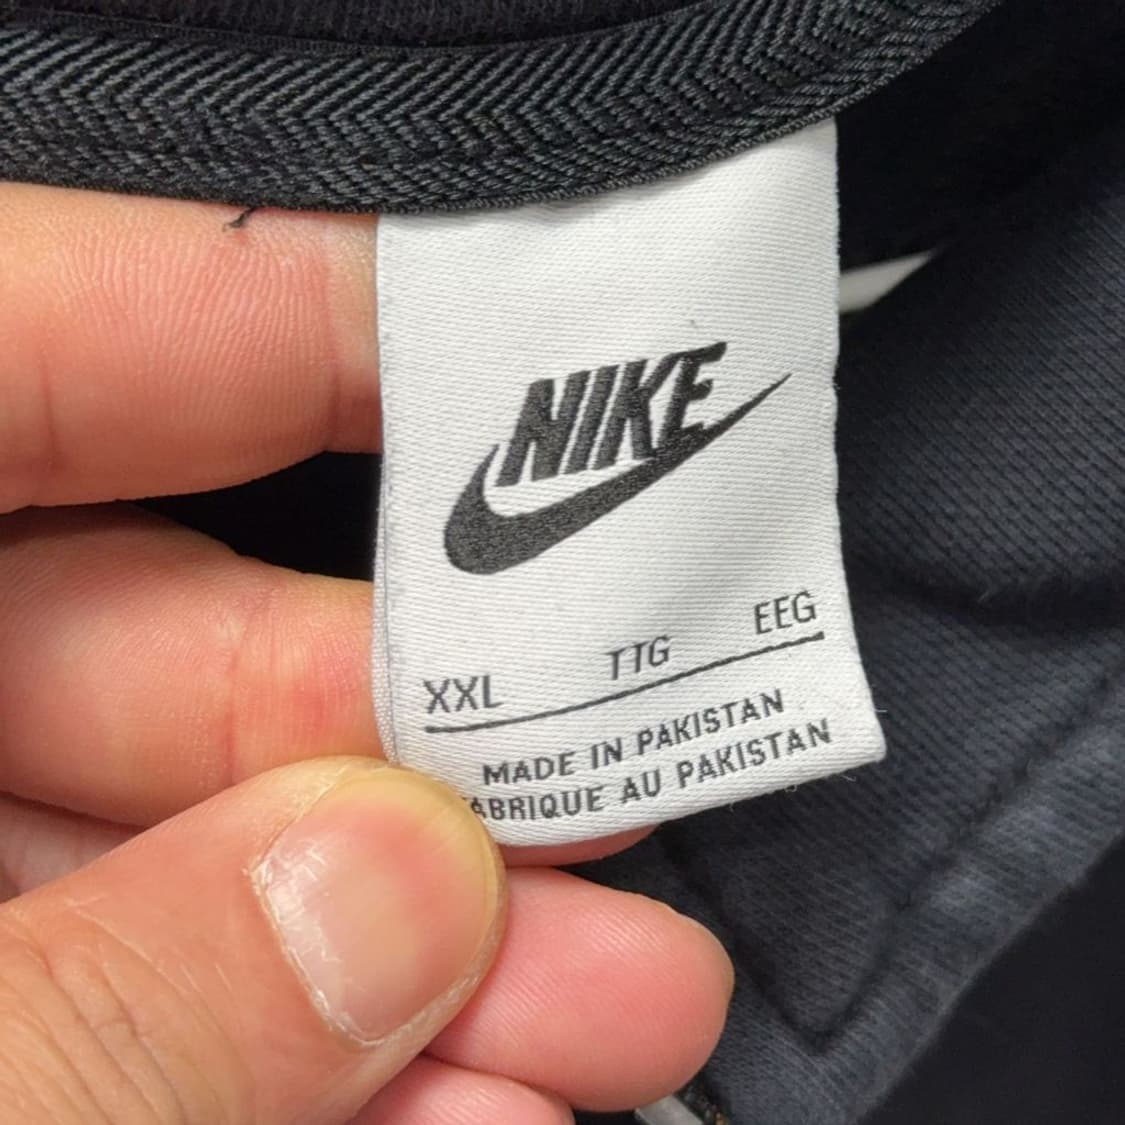 NIKE
XXL TTG EEG
MADE IN PAKISTAN
ABRIQUE AU PAKISTAN